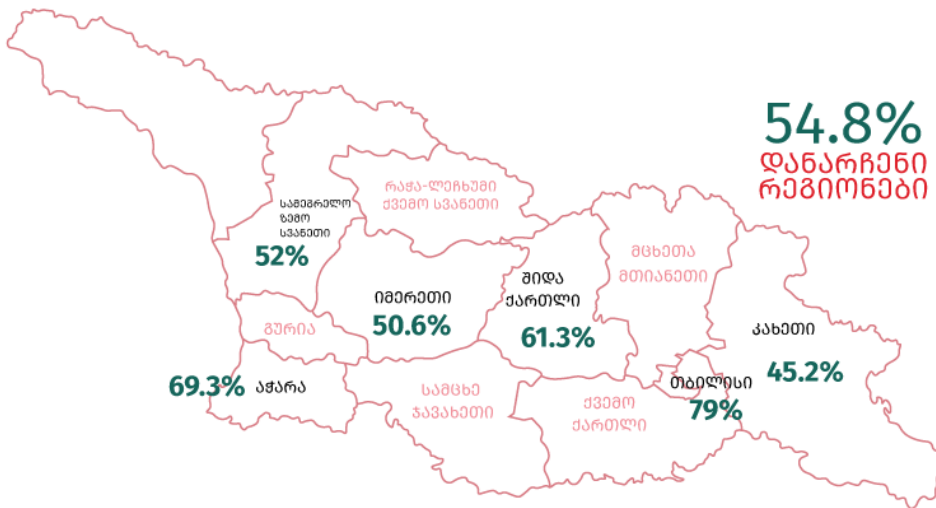 54.8%
ᲓᲐᲜᲐᲠᲩᲔᲜᲘ
ᲠᲔᲒᲘᲝᲜᲔᲑᲘ
ᲠᲐᲭᲐ-ᲚᲔᲩᲮᲣᲛᲘ
ᲥᲕᲔᲛᲝ ᲡᲕᲐᲜᲔᲗᲘ
ᲡᲐᲛᲔᲒᲠᲔᲚᲝ
ᲖᲔᲛᲝ
ᲡᲕᲐᲜᲔᲗᲘ
52%
ᲛᲪᲮᲔᲗᲐ
ᲛᲗᲘᲐᲜᲔᲗᲘ
ᲨᲘᲓᲐ
ᲥᲐᲠᲗᲚᲘ
61.3%
ᲘᲛᲔᲠᲔᲗᲘ
50.6%
ᲒᲣᲠᲘᲐ
ᲙᲐᲮᲔᲗᲘ
45.2%
69.3% ᲐᲭᲐᲠᲐ
ᲡᲐᲛᲪᲮᲔ
ᲯᲐᲕᲐᲮᲔᲗᲘ
ᲥᲕᲔᲛᲝ
ᲥᲐᲠᲗᲚᲘ
ᲗᲑᲘᲚᲘᲡᲘ
79%